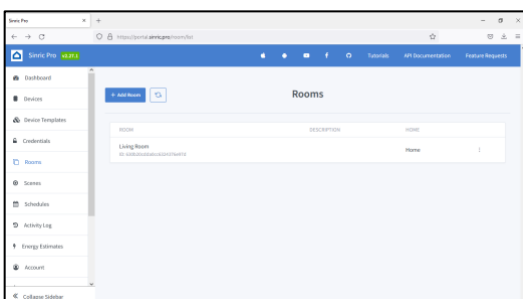 Sinric Pro
https://portal.sinric.pro/room/list
Sinric Pro
Tutorials
API Documentation
Feature Requests
Dashboard
Devices
Device Templates
Credentials
Rooms
Scenes
Schedules
Activity Log
Energy Estimates
Account
Collapse Sidebar
+ Add Room
Rooms
ROOM
DESCRIPTION
HOME
Living Room
Home